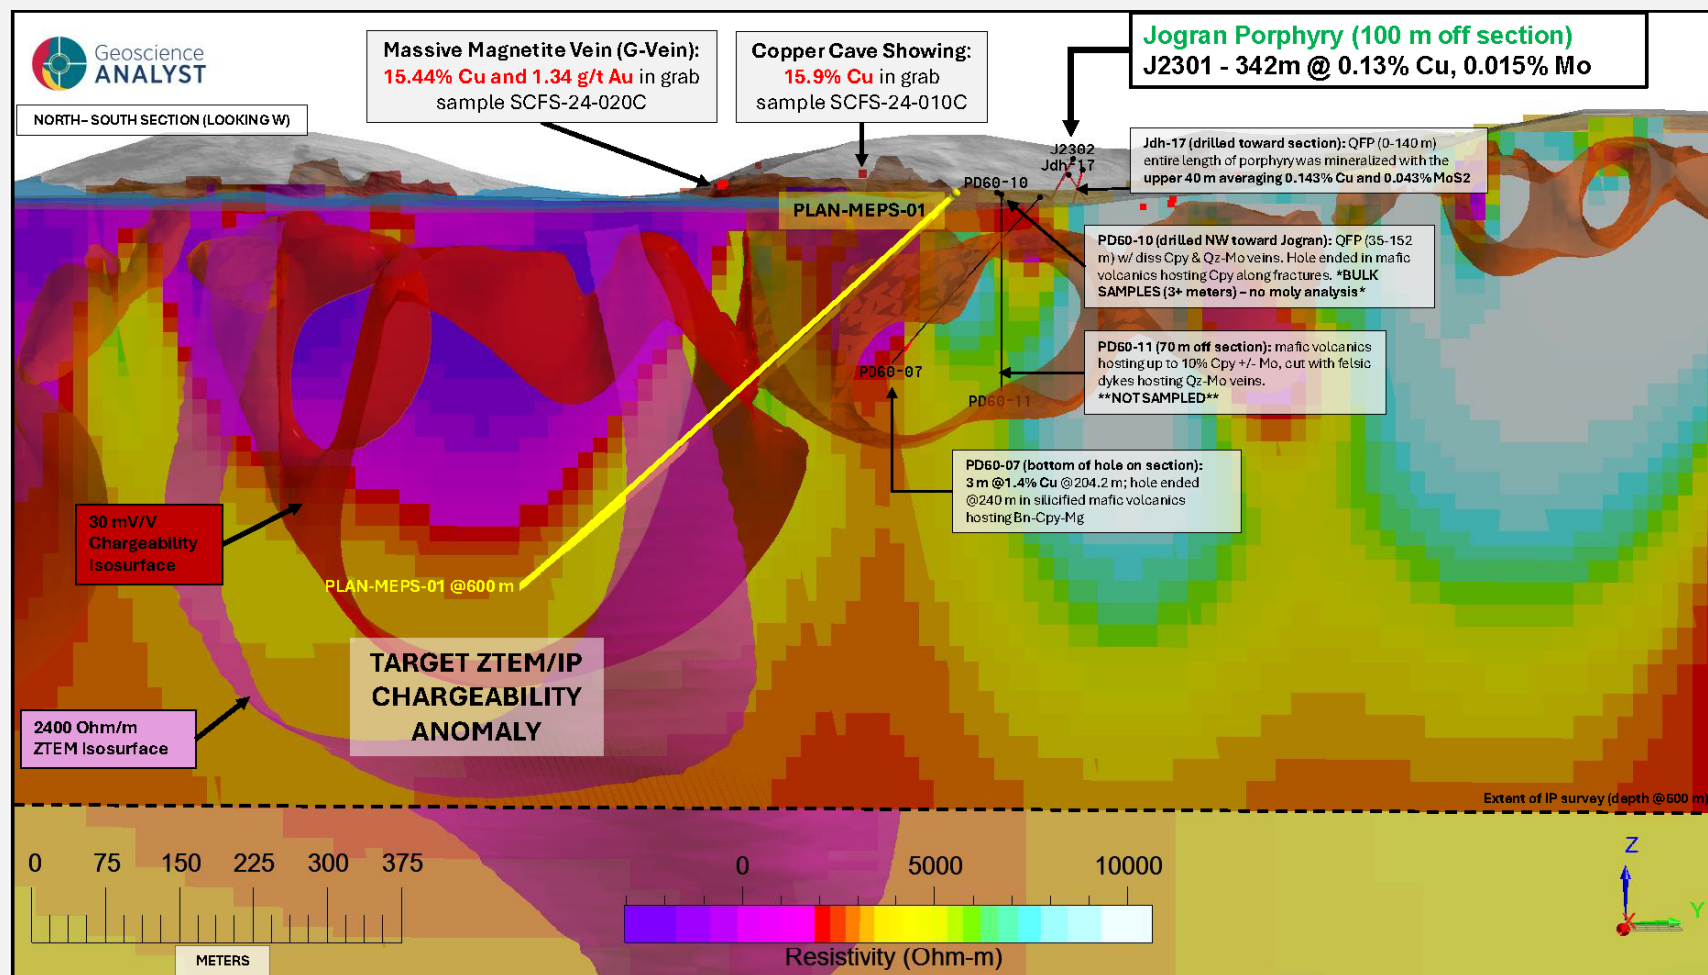 Geoscience
ANALYST
NORTH– SOUTH SECTION (LOOKING W)
Massive Magnetite Vein (G-Vein):
15.44% Cu and 1.34 g/t Au in grab
sample SCFS-24-020C
Copper Cave Showing:
15.9% Cu in grab
sample SCFS-24-010C
Jogran Porphyry (100 m off section)
J2301 - 342m @ 0.13% Cu, 0.015% Mo
J2302
Jdh-17
PD60-10
PLAN-MEPS-01
Jdh-17 (drilled toward section): QFP (0-140 m)
entire length of porphyry was mineralized with the
upper 40 m averaging 0.143% Cu and 0.043% MoS2
PD60-10 (drilled NW toward Jogran): QFP (35-152
m) w/ diss Cpy & Qz-Mo veins. Hole ended in mafic
volcanics hosting Cpy along fractures. *BULK
SAMPLES (3+ meters) – no moly analysis*
PD60-11 (70 m off section): mafic volcanics
hosting up to 10% Cpy +/- Mo, cut with felsic
dykes hosting Qz-Mo veins.
**NOT SAMPLED**
PD60-07
PD60-11
PD60-07 (bottom of hole on section):
3 m @1.4% Cu @204.2 m; hole ended
@240 m in silicified mafic volcanics
hosting Bn-Cpy-Mg
30 mV/V
Chargeability
Isosurface
PLAN-MEPS-01 @600 m
TARGET ZTEM/IP
CHARGEABILITY
ANOMALY
2400 Ohm/m
ZTEM Isosurface
Extent of IP survey (depth @600 m)
0 75 150 225 300 375
METERS
0 5000 10000
Resistivity (Ohm-m)
Z
Y
X